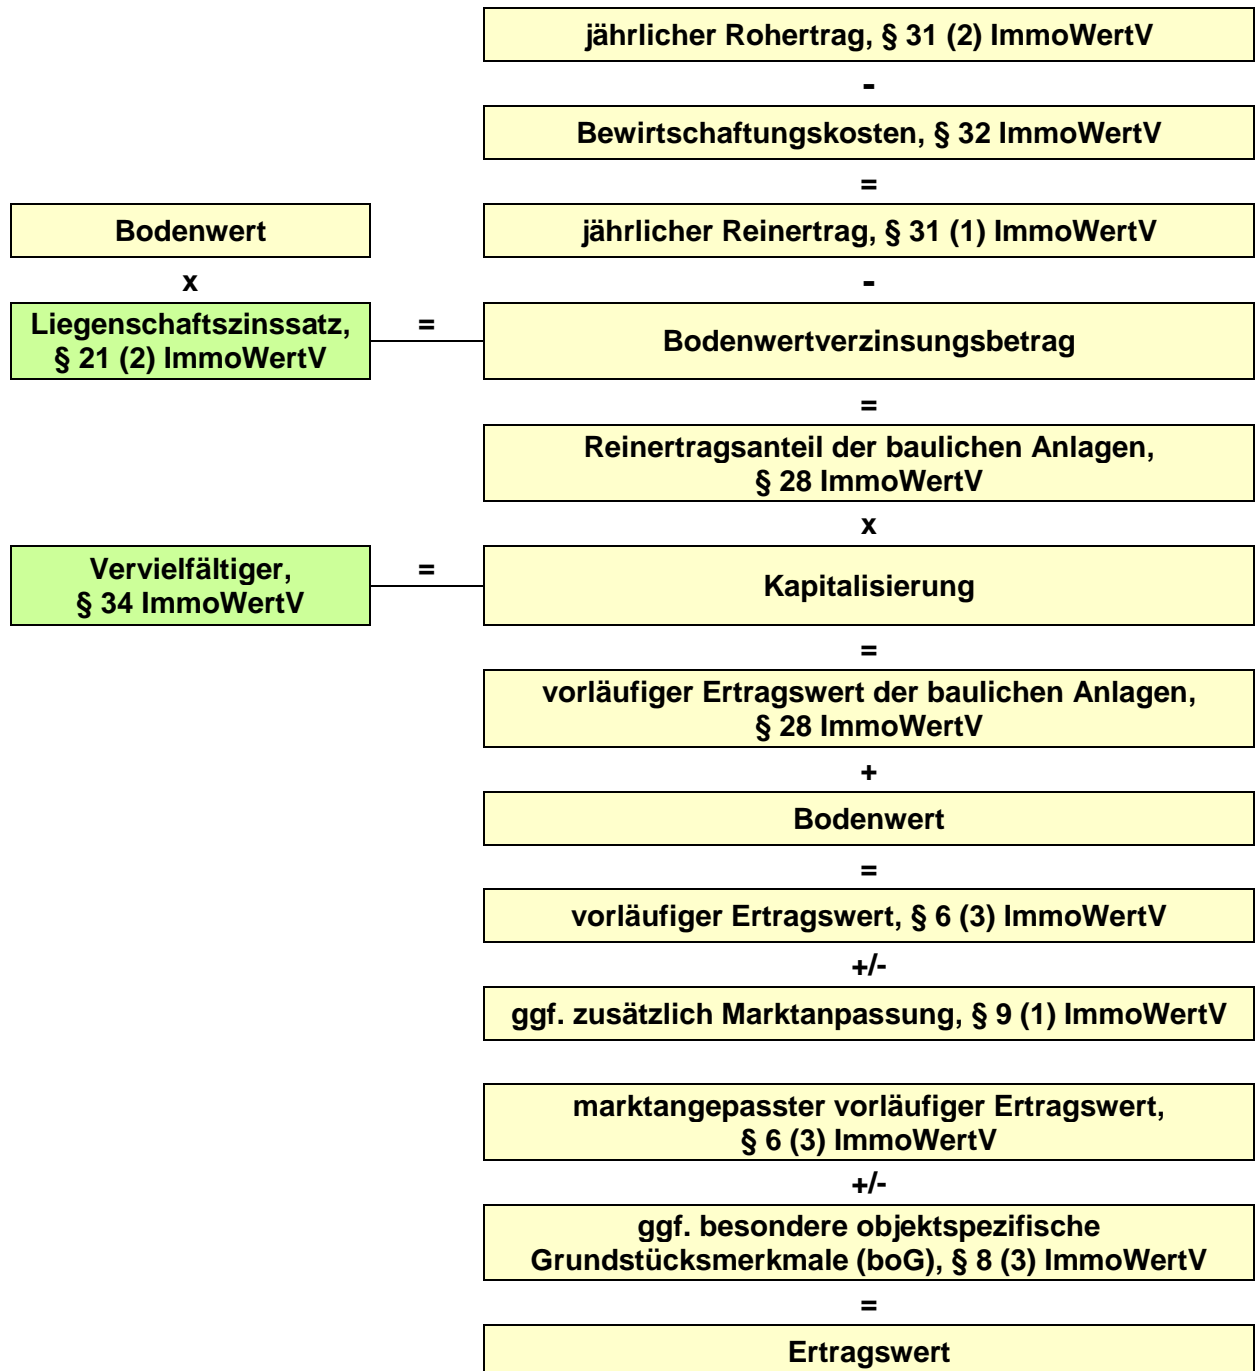 jährlicher Rohertrag, § 31 (2) ImmoWertV
-
Bewirtschaftungskosten, § 32 ImmoWertV
=
Bodenwert
jährlicher Reinertrag, § 31 (1) ImmoWertV
x
-
Liegenschaftszinssatz,
§ 21 (2) ImmoWertV
=
Bodenwertverzinsungsbetrag
=
Reinertragsanteil der baulichen Anlagen,
§ 28 ImmoWertV
x
Vervielfältiger,
§ 34 ImmoWertV
=
Kapitalisierung
=
vorläufiger Ertragswert der baulichen Anlagen,
§ 28 ImmoWertV
+
Bodenwert
=
vorläufiger Ertragswert, § 6 (3) ImmoWertV
+/-
ggf. zusätzlich Marktanpassung, § 9 (1) ImmoWertV
marktangepasster vorläufiger Ertragswert,
§ 6 (3) ImmoWertV
+/-
ggf. besondere objektspezifische
Grundstücksmerkmale (boG), § 8 (3) ImmoWertV
=
Ertragswert